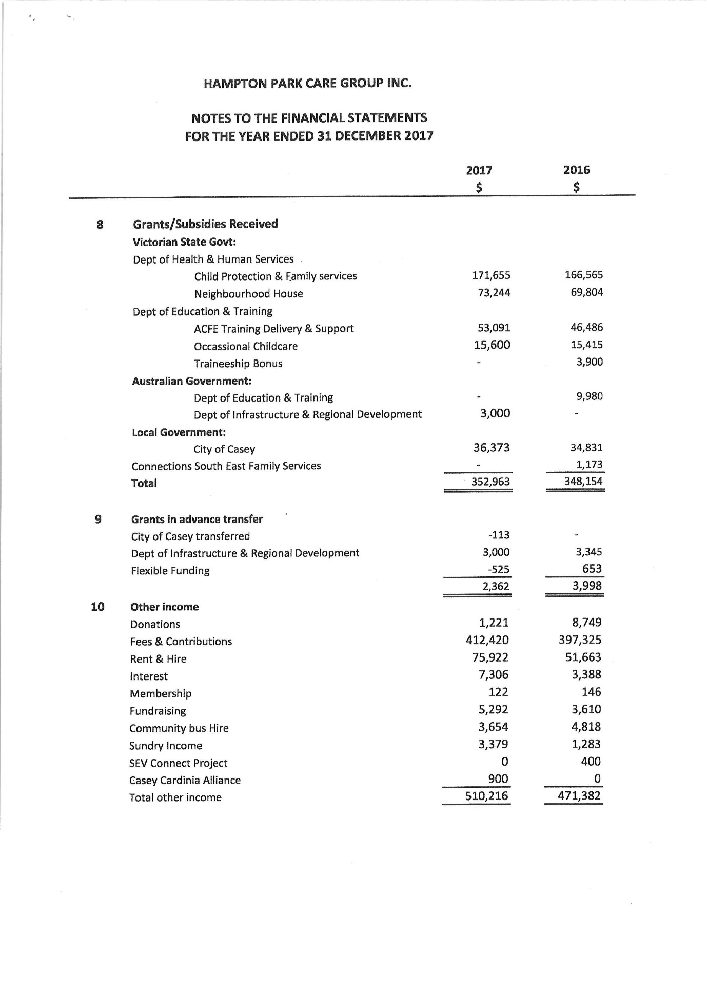 HAMPTON PARK CARE GROUP INC.
NOTES TO THE FINANCIAL STATEMENTS
FOR THE YEAR ENDED 31 DECEMBER 2017
2017 2016
$ $
8 Grants/Subsidies Received
Victorian State Govt:
Dept of Health & Human Services
Child Protection & Family services 171,655 166,565
Neighbourhood House 73,244 69,804
Dept of Education & Training
ACFE Training Delivery & Support 53,091 46,486
Occassional Childcare 15,600 15,415
Traineeship Bonus - 3,900
Australian Government:
Dept of Education & Training - 9,980
Dept of Infrastructure & Regional Development 3,000 -
Local Government:
City of Casey 36,373 34,831
Connections South East Family Services - 1,173
Total 352,963 348,154
9 Grants in advance transfer
City of Casey transferred -113 -
Dept of Infrastructure & Regional Development 3,000 3,345
Flexible Funding -525 653
2,362 3,998
10 Other income
Donations 1,221 8,749
Fees & Contributions 412,420 397,325
Rent & Hire 75,922 51,663
Interest 7,306 3,388
Membership 122 146
Fundraising 5,292 3,610
Community bus Hire 3,654 4,818
Sundry Income 3,379 1,283
SEV Connect Project 0 400
Casey Cardinia Alliance 900 0
Total other income 510,216 471,382